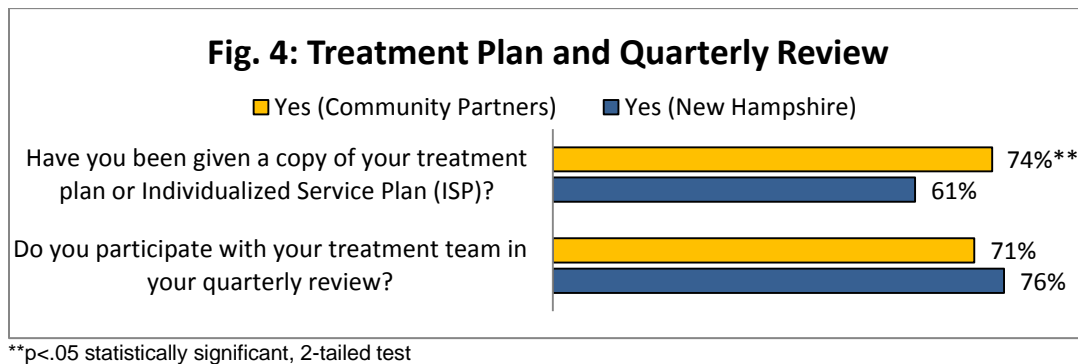 Fig. 4: Treatment Plan and Quarterly Review
Yes (Community Partners) Yes (New Hampshire)
Have you been given a copy of your treatment
plan or Individualized Service Plan (ISP)?
74%**
61%
Do you participate with your treatment team in
your quarterly review?
71%
76%
**p<.05 statistically significant, 2-tailed test